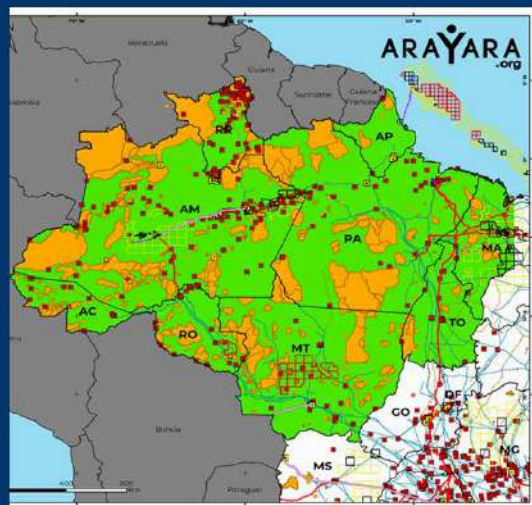 ARAYARA
.org
Venezuela
Guiana
Suriname
Guiana
Francesa
Colombia
RR
AP
AM
PA
MA
AC
RO
TO
MT
Bolivia
GO
DF
MS
MG
Paraguai